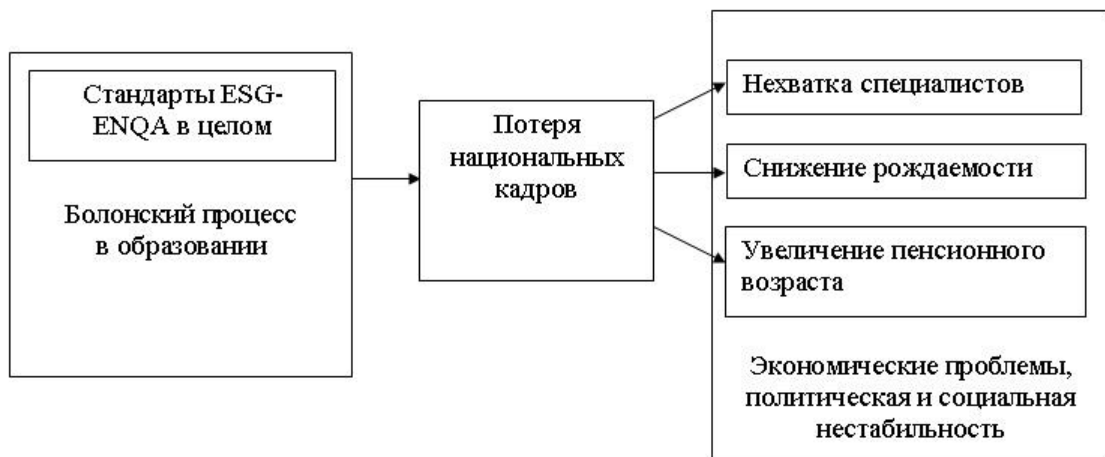 Стандарты ESG-
ENQA в целом
Болонский процесс
в образовании
Потеря
национальных
кадров
Нехватка специалистов
Снижение рождаемости
Увеличение пенсионного
возраста
Экономические проблемы,
политическая и социальная
нестабильность